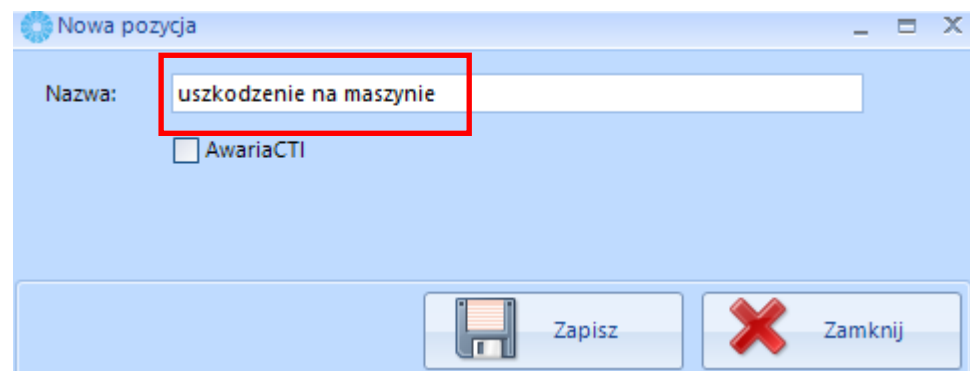 Nowa pozycja
Nazwa: uszkodzenie na maszynie
AwariaCTI
Zapisz Zamknij